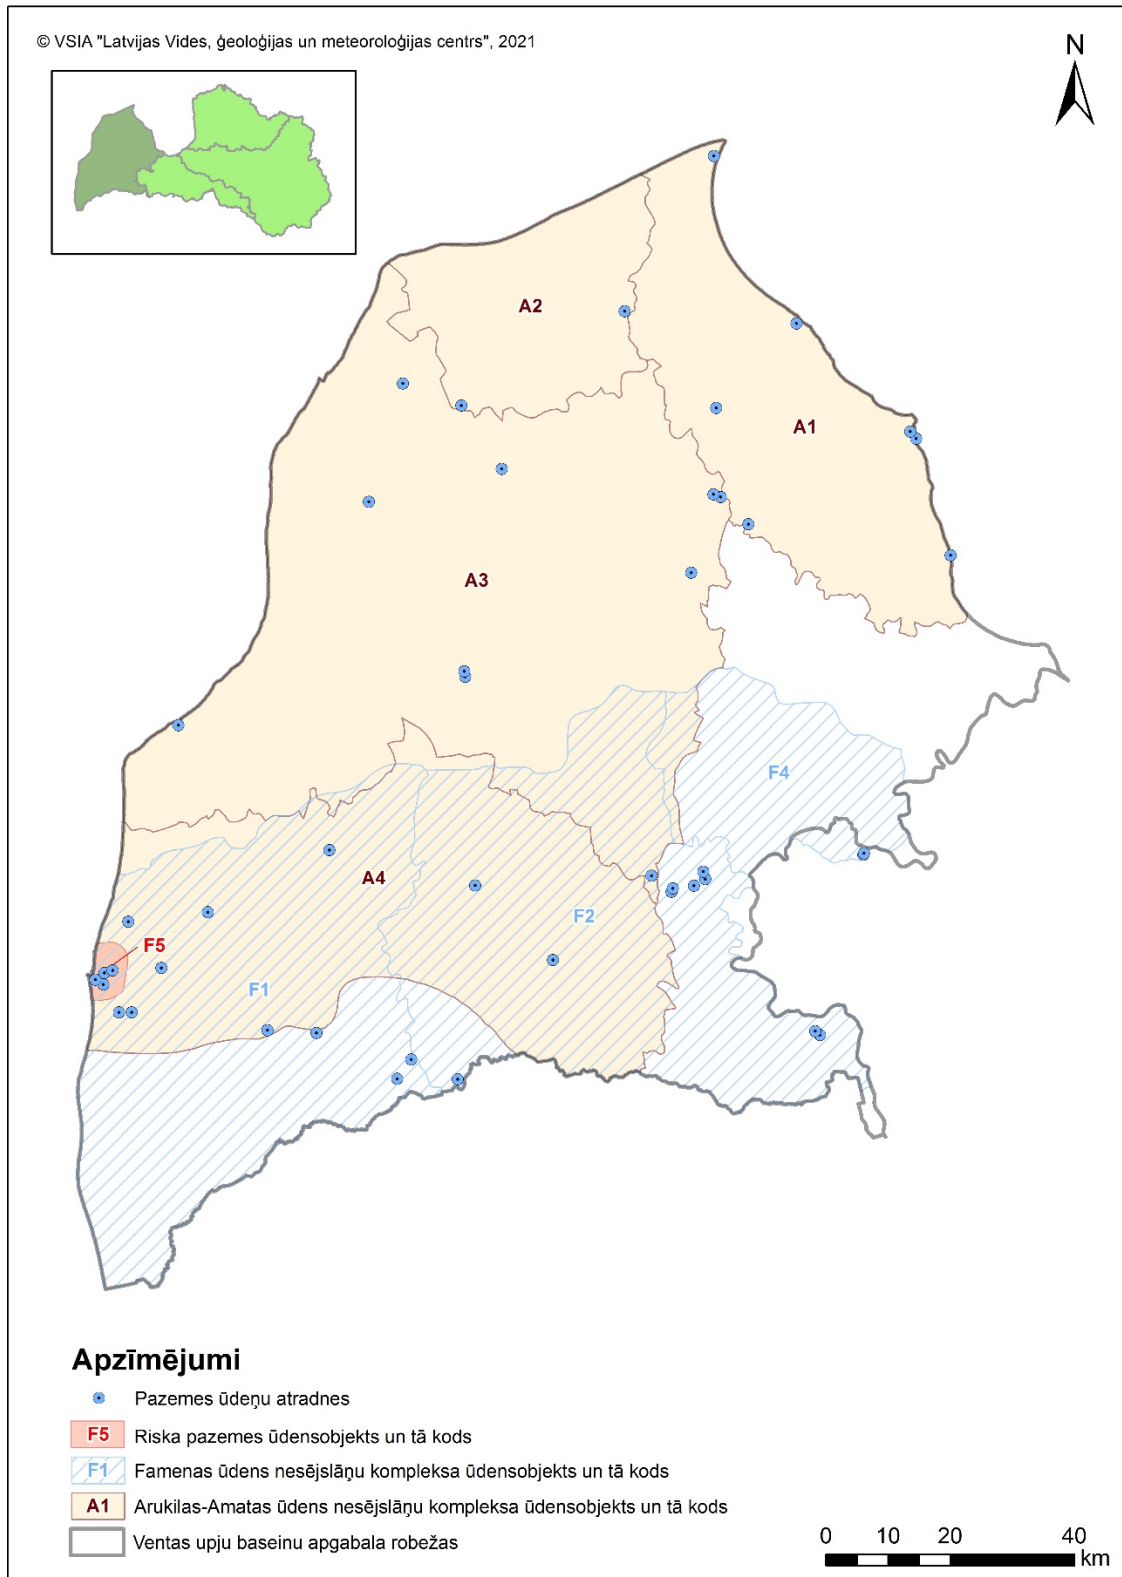 © VSIA "Latvijas Vides, ģeoloģijas un meteoroloģijas centrs", 2021
N
A2
A1
A3
F4
A4
F2
F5
F1
Apzīmējumi
Pazemes ūdeņu atradnes
F5 Riska pazemes ūdensobjekts un tā kods
F1 Famenas ūdens nesējslāņu kompleksa ūdensobjekts un tā kods
A1 Arukilas-Amatas ūdens nesējslāņu kompleksa ūdensobjekts un tā kods
Ventas upju baseinu apgabala robežas
0 10 20 40
km